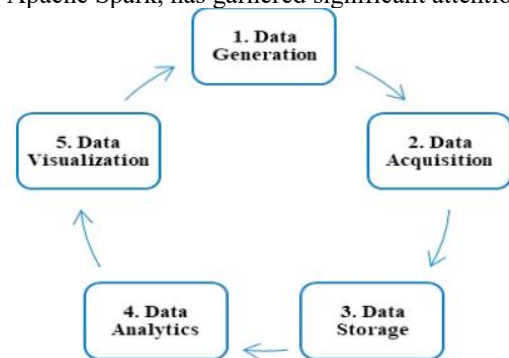 Apache Spark, has garnered significant attentio
1. Data
Generation
2. Data
Acquisition
3. Data
Storage
4. Data
Analytics
5. Data
Visualization